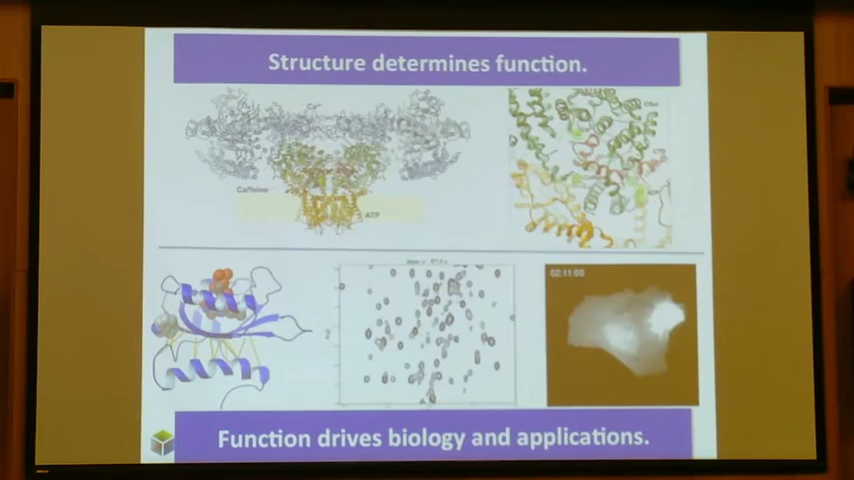 Structure determines function.
Caffeine
ATP
02:11:00
Function drives biology and applications.